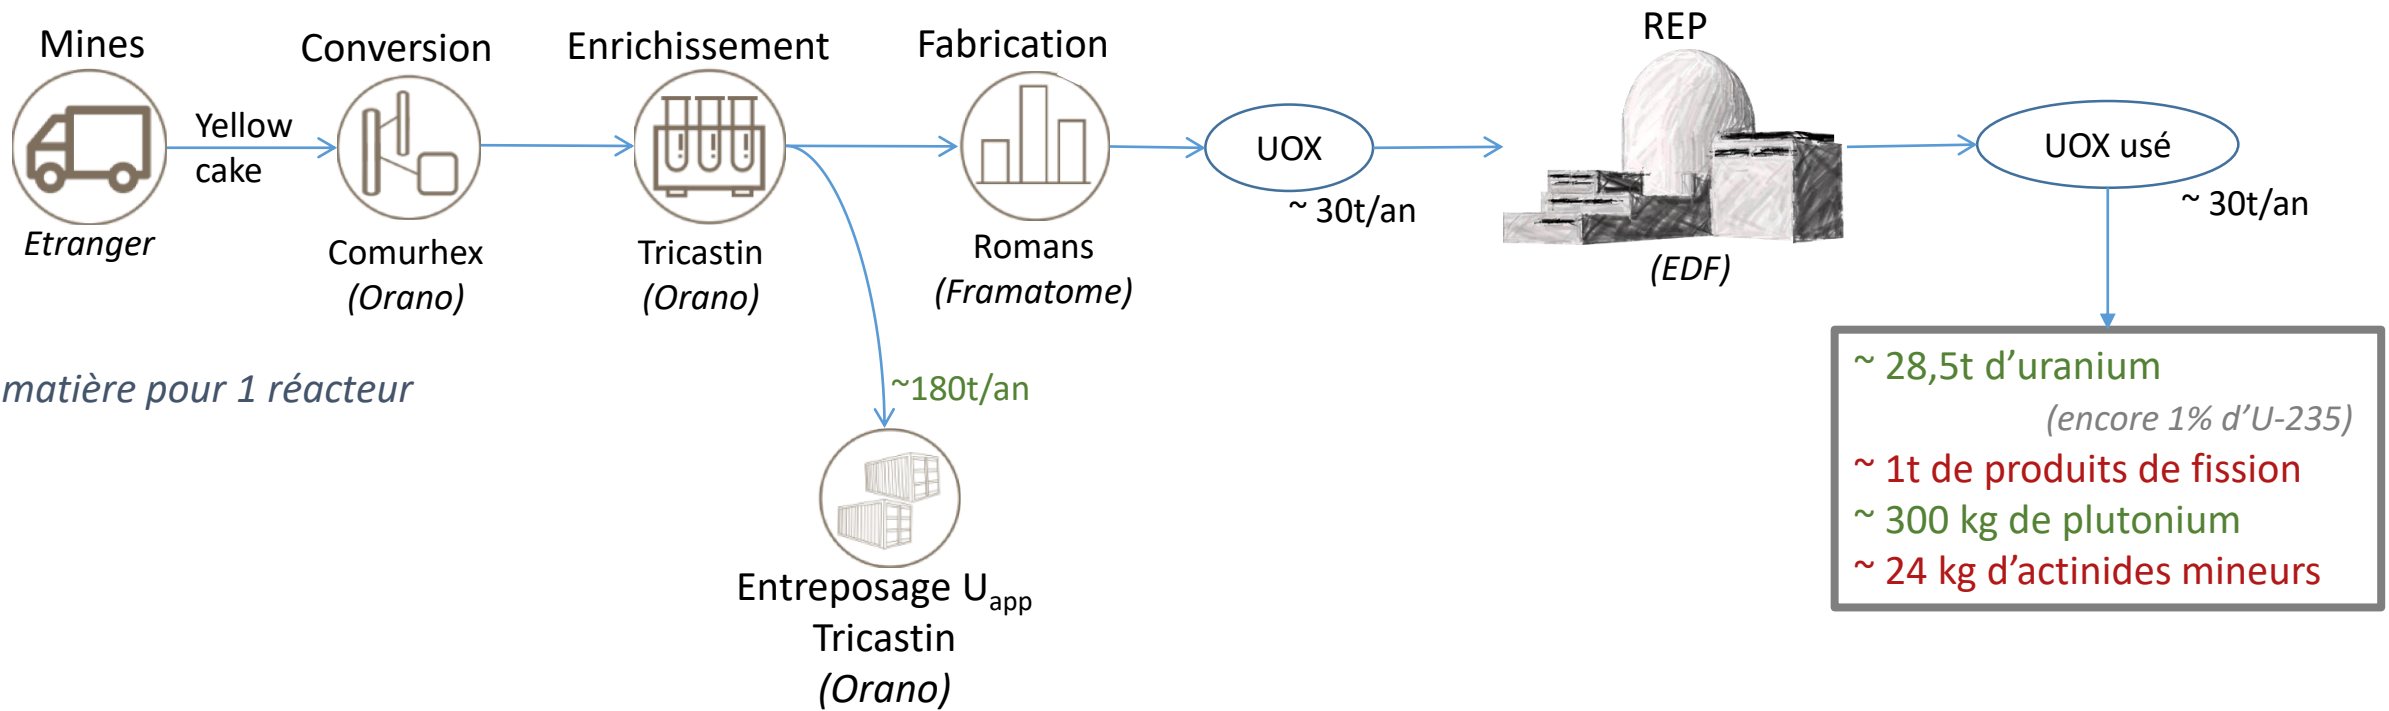 Mines
Conversion
Enrichissement
Fabrication
REP
Yellow
cake
UOX
UOX usé
~ 30t/an
~ 30t/an
Etranger
Comurhex
(Orano)
Tricastin
(Orano)
Romans
(Framatome)
(EDF)
matière pour 1 réacteur
~180t/an
~ 28,5t d’uranium
(encore 1% d’U-235)
~ 1t de produits de fission
~ 300 kg de plutonium
~ 24 kg d’actinides mineurs
Entreposage Uapp
Tricastin
(Orano)